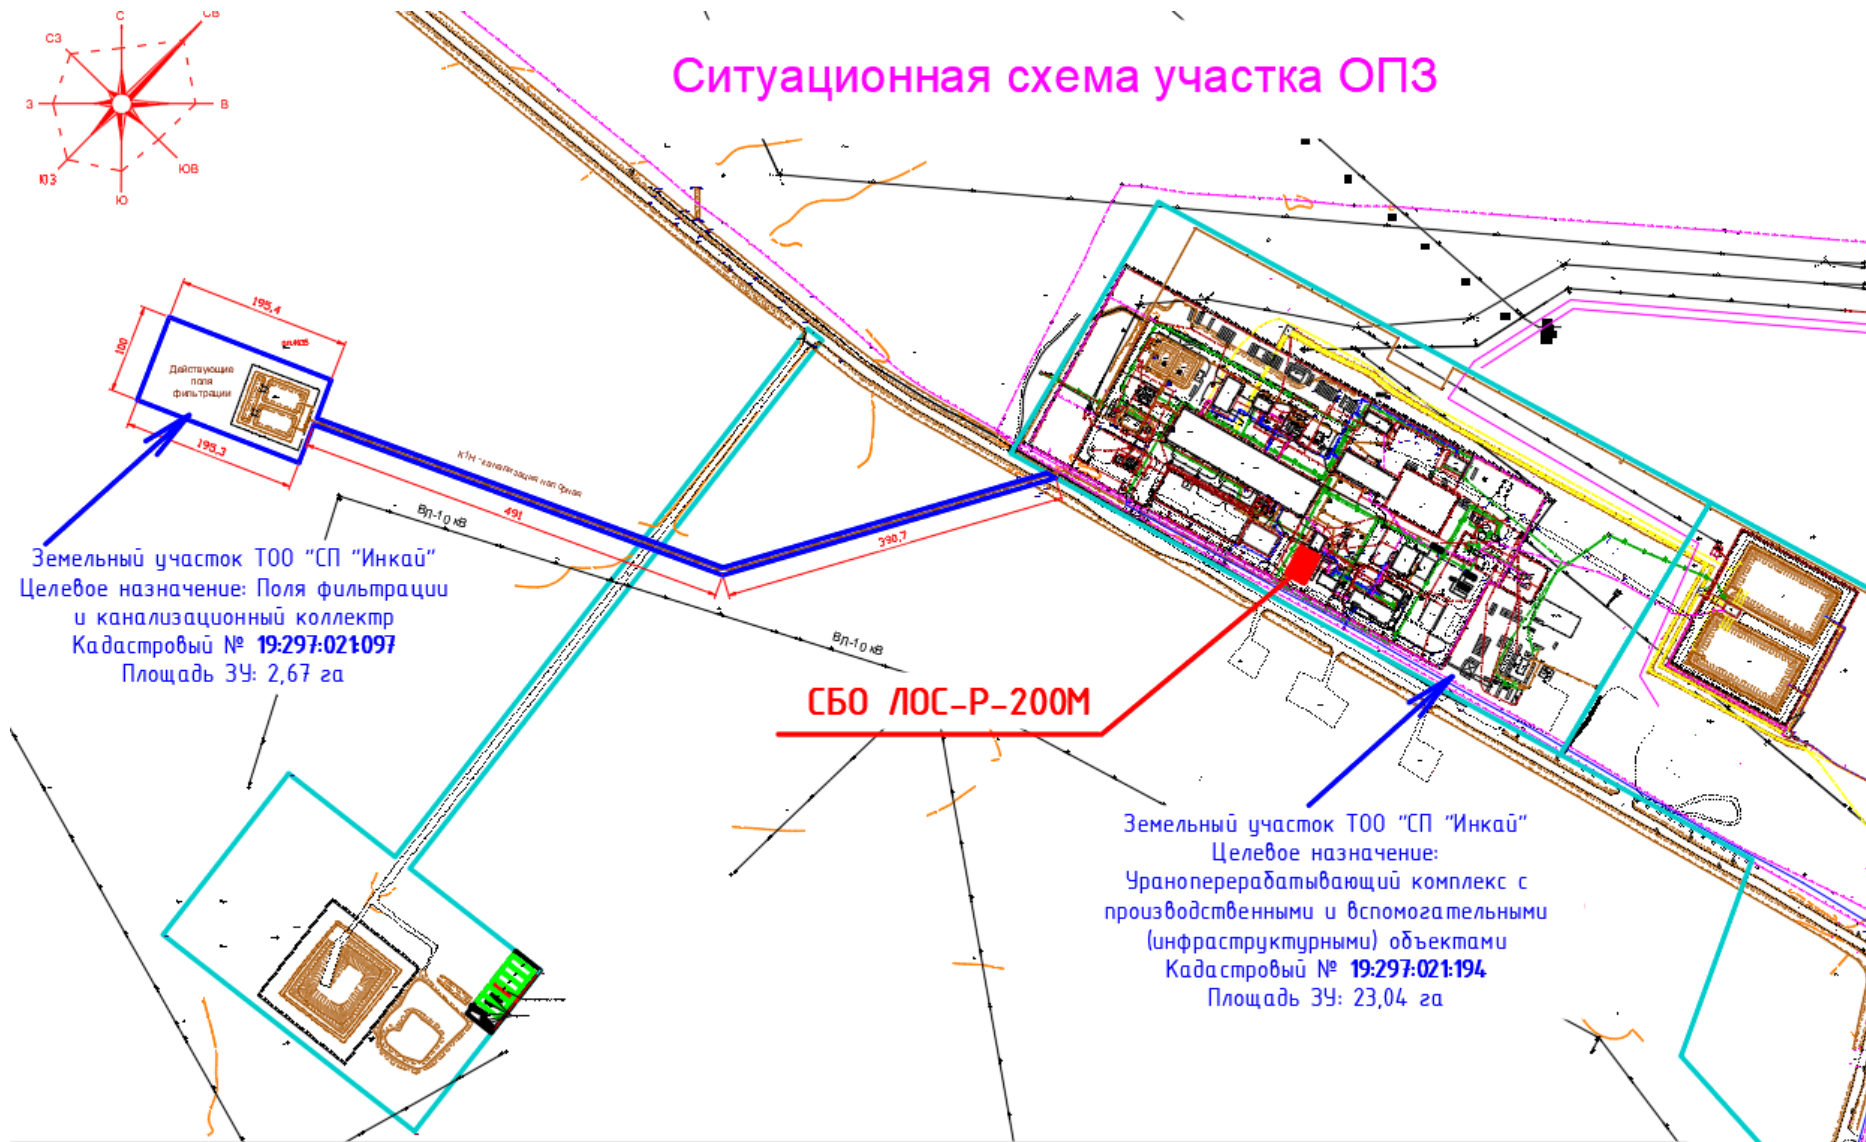 С
СВ
СЗ
З
В
ЮЗ
ЮВ
Ю
Ситуационная схема участка ОПЗ
195,4
100
Действующие
поля
фильтрации
195,3
К1Н -канализация напорная
491
390,7
ВЛ-10 кВ
ВЛ-10 кВ
Земельный участок ТОО "СП "Инкай"
Целевое назначение: Поля фильтрации
и канализационный коллектр
Кадастровый № 19:297:021:097
Площадь ЗУ: 2,67 га
СБО ЛОС-Р-200М
Земельный участок ТОО "СП "Инкай"
Целевое назначение:
Ураноперерабатывающий комплекс с
производственными и вспомогательными
(инфраструктурными) объектами
Кадастровый № 19:297:021:194
Площадь ЗУ: 23,04 га